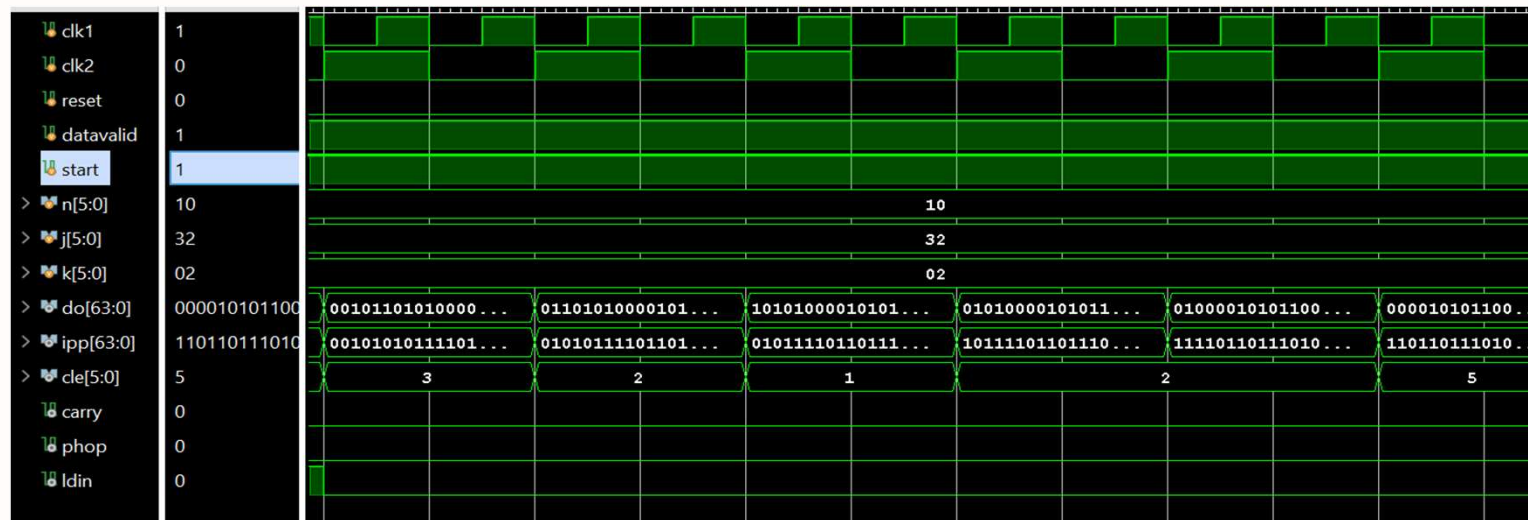 clk1 1
clk2 0
reset 0
datavalid 1
start 1
> n[5:0] 10 10
> j[5:0] 32 32
> k[5:0] 02 02
> do[63:0] 000010101100 001011010 10000... 01101010000101... 10101000010101... 01010000101011... 01000010101100... 000010101100.
> ipp[63:0] 110110111010 00101010111101... 01010111101101... 01011110110111... 10111101101110... 11110110111010... 110110111010.
> cle[5:0] 5 3 2 1 2 5
carry 0
phop 0
ldin 0